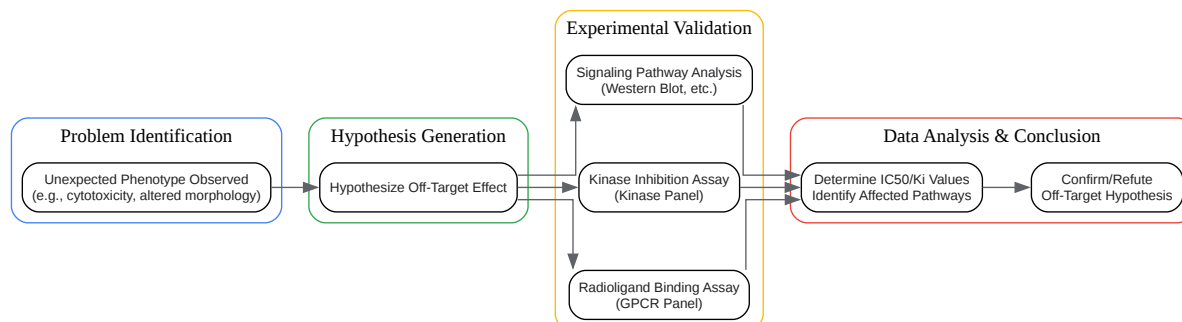 Problem Identification
Unexpected Phenotype Observed
(e.g., cytotoxicity, altered morphology)
Hypothesis Generation
Hypothesize Off-Target Effect
Experimental Validation
Signaling Pathway Analysis
(Western Blot, etc.)
Kinase Inhibition Assay
(Kinase Panel)
Radioligand Binding Assay
(GPCR Panel)
Data Analysis & Conclusion
Determine IC50/Ki Values
Identify Affected Pathways
Confirm/Refute
Off-Target Hypothesis